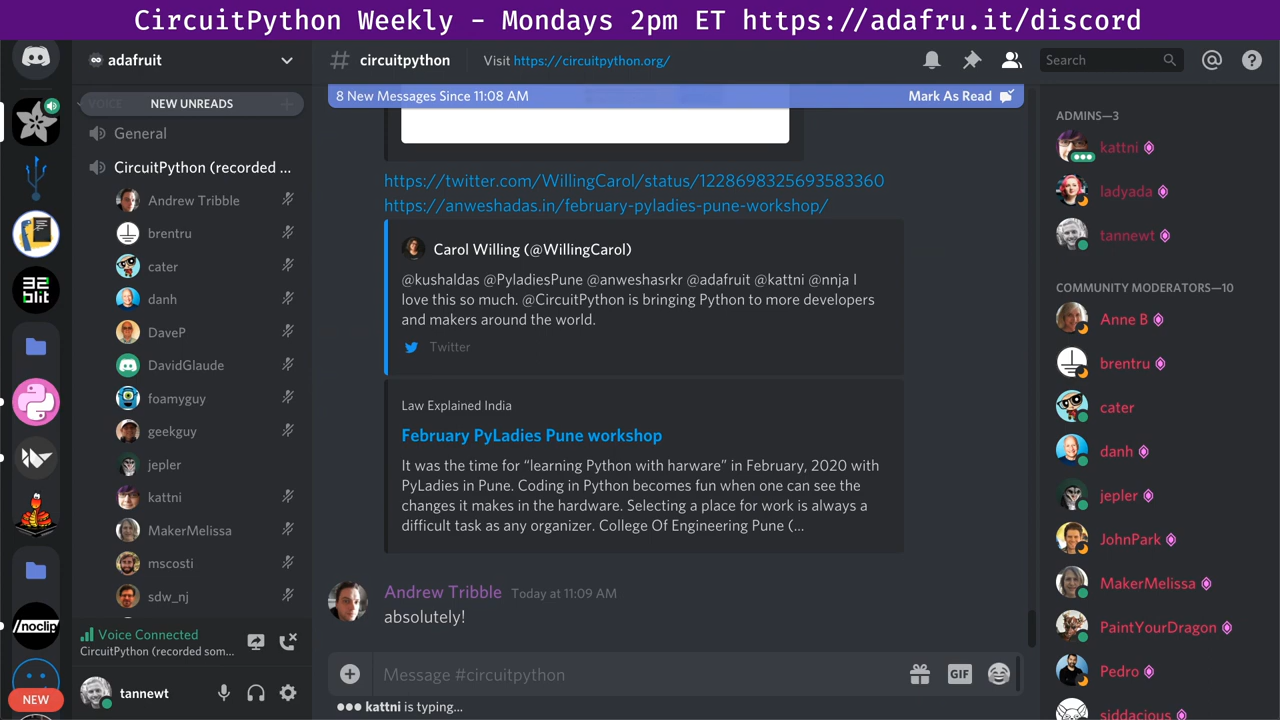 CircuitPython Weekly - Mondays 2pm ET https://adafru.it/discord
adafruit
NEW UNREADS
General
CircuitPython (recorded ...
Andrew Tribble
brentru
cater
danh
DaveP
DavidGlaude
foamyguy
geekguy
jepler
kattni
MakerMelissa
mscosti
sdw_nj
Voice Connected
CircuitPython (recorded som...
tannewt
32
blit
/noclip
NEW
# circuitpython
Visit https://circuitpython.org/
Search
8 New Messages Since 11:08 AM
Mark As Read
https://twitter.com/WillingCarol/status/1228698325693583360
https://anweshadas.in/february-pyladies-pune-workshop/
Carol Willing (@WillingCarol)
@kushaldas @PyladiesPune @anweshasrkr @adafruit @kattni @nnja I
love this so much. @CircuitPython is bringing Python to more developers
and makers around the world.
Twitter
Law Explained India
February PyLadies Pune workshop
It was the time for “learning Python with harware” in February, 2020 with
PyLadies in Pune. Coding in Python becomes fun when one can see the
changes it makes in the hardware. Selecting a place for work is always a
difficult task as any organizer. College Of Engineering Pune (...
Andrew Tribble Today at 11:09 AM
absolutely!
Message #circuitpython
GIF
kattni is typing...
ADMINS—3
kattni
ladyada
tannewt
COMMUNITY MODERATORS—10
Anne B
brentru
cater
danh
jepler
JohnPark
MakerMelissa
PaintYourDragon
Pedro
siddacious